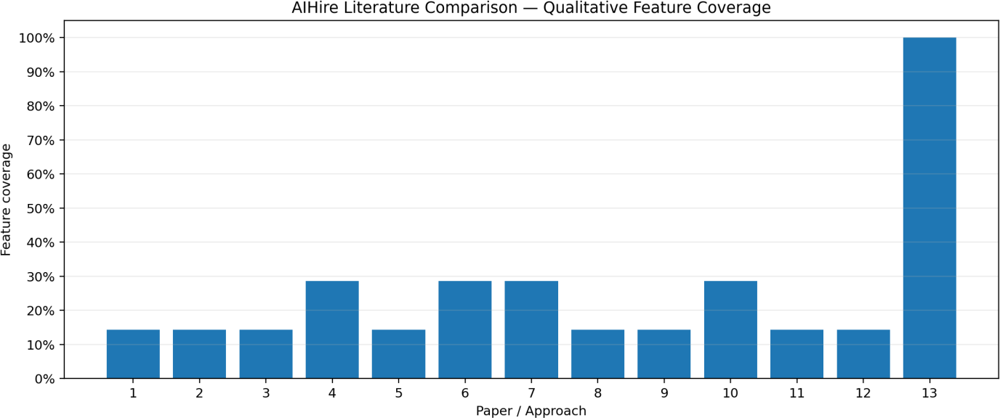 AIHire Literature Comparison — Qualitative Feature Coverage
Feature coverage
100%
90%
80%
70%
60%
50%
40%
30%
20%
10%
0%
1 2 3 4 5 6 7 8 9 10 11 12 13
Paper / Approach